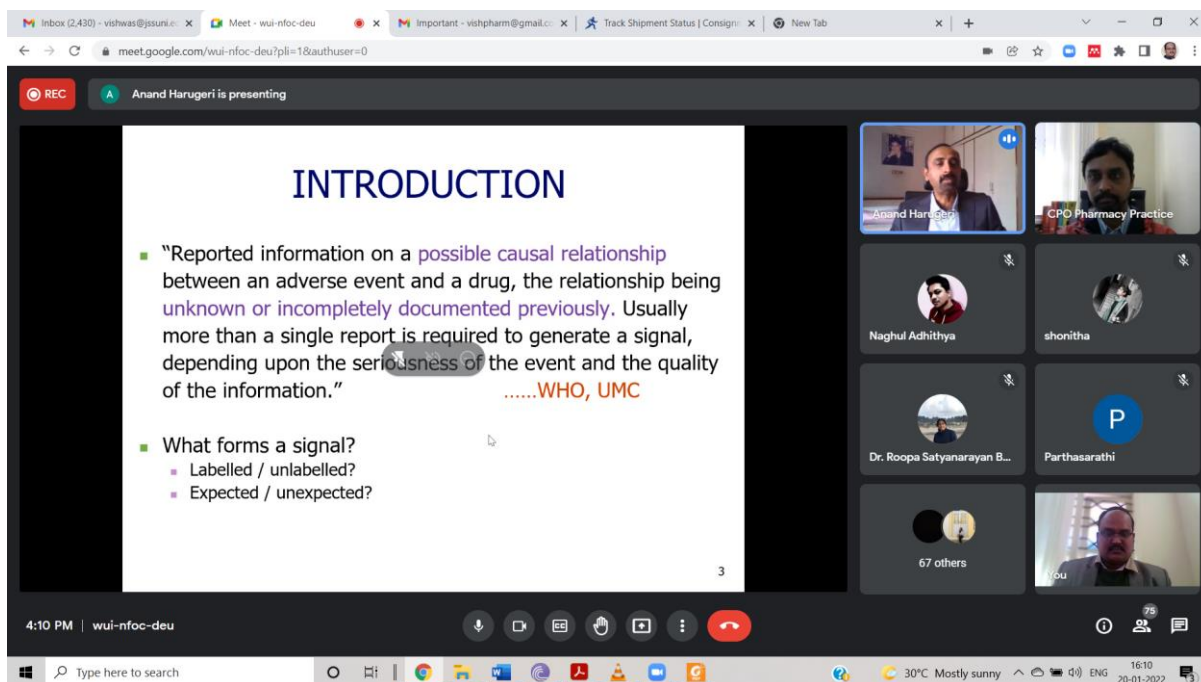 Inbox (2,430) - vishwas@jssuni.e
Meet - wui-nfoc-deu
Important - vishpharm@gmail.c
Track Shipment Status | Consign
New Tab
meet.google.com/wui-nfoc-deu?pli=1&authuser=0
REC
A
Anand Harugeri is presenting
INTRODUCTION
“Reported information on a possible causal relationship
between an adverse event and a drug, the relationship being
unknown or incompletely documented previously. Usually
more than a single report is required to generate a signal,
depending upon the seriousness of the event and the quality
of the information.” ......WHO, UMC
What forms a signal?
Labelled / unlabelled?
Expected / unexpected?
3
Anand Harugeri
CPO Pharmacy Practice
Naghul Adhithya
shonitha
Dr. Roopa Satyanarayan B...
P
Parthasarathi
67 others
You
4:10 PM | wui-nfoc-deu
75
Type here to search
30°C Mostly sunny
ENG
16:10
20-01-2022